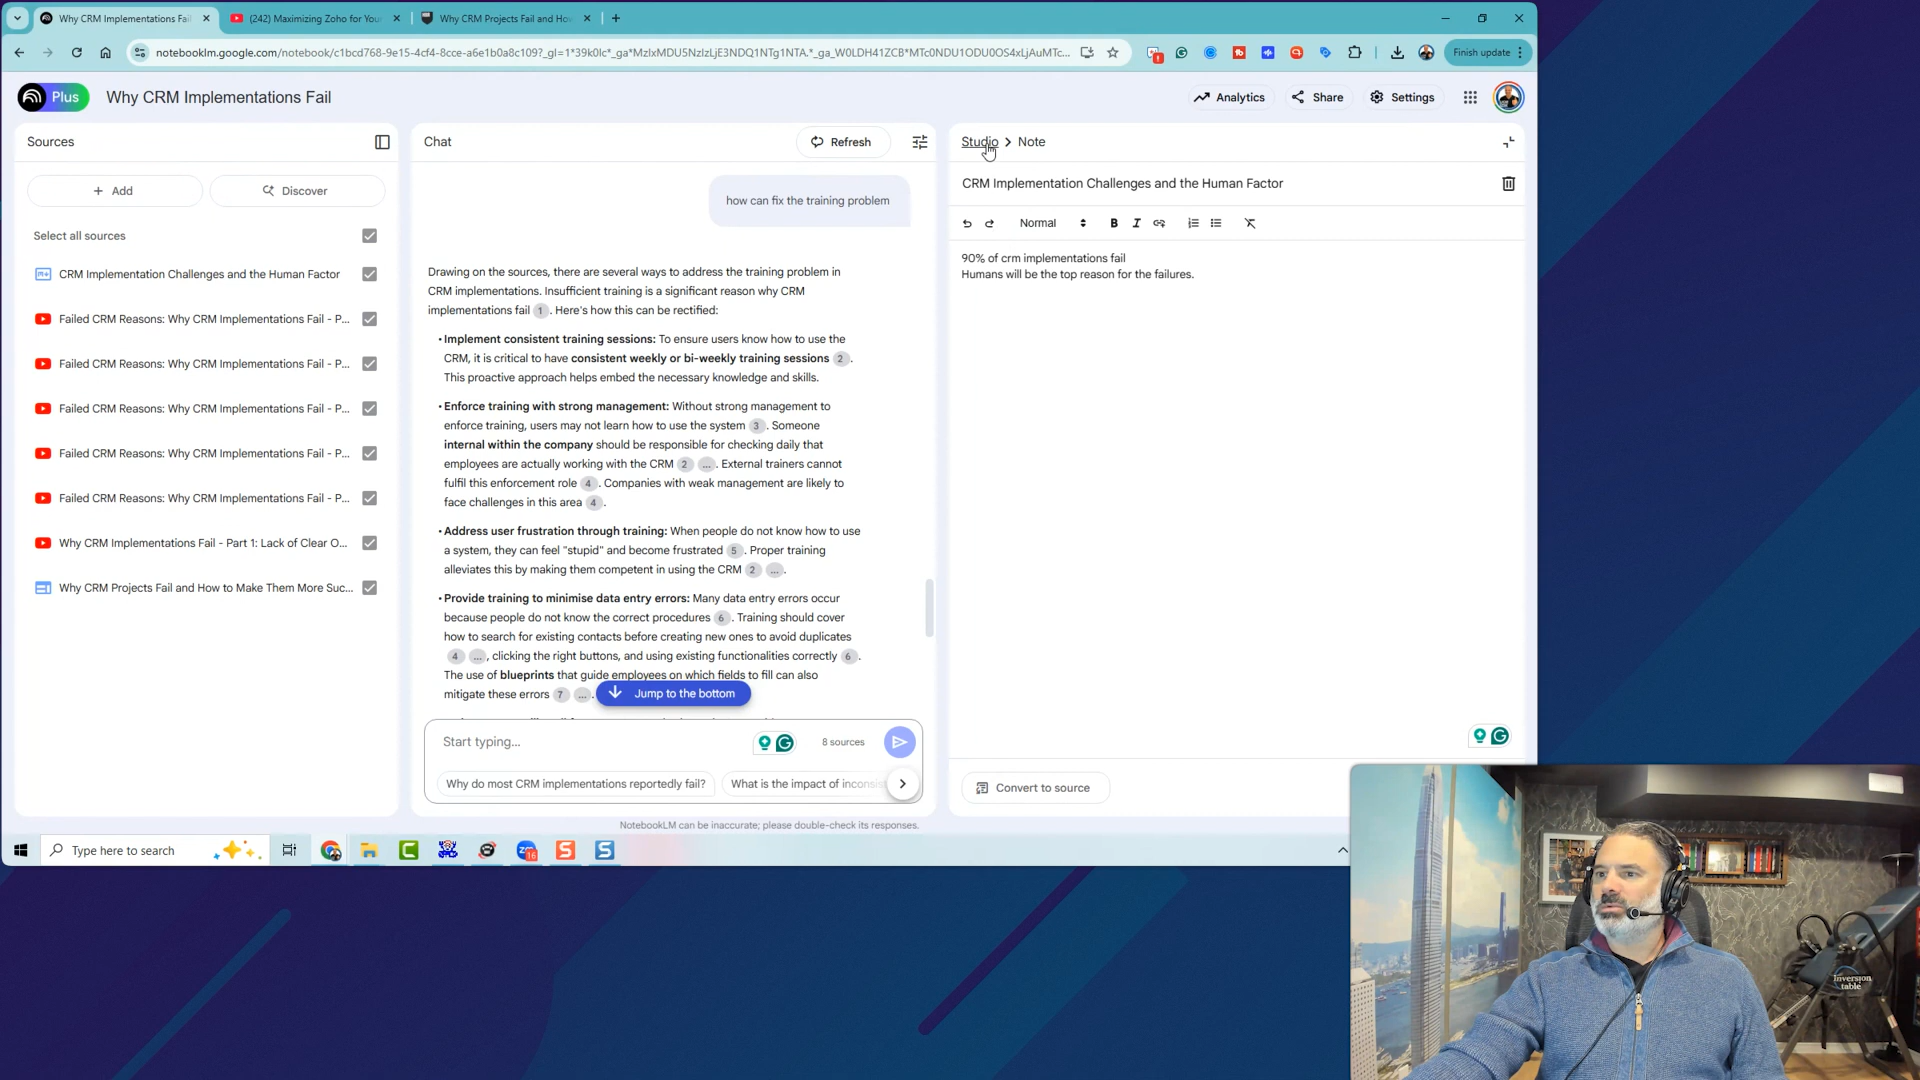 Why CRM Implementations Fail
(242) Maximizing Zoho for You
Why CRM Projects Fail and How
notebooklm.google.com/notebook/c1bcd768-9e15-4cf4-8cce-a6e1b0a8c109?_gl=1*39k0lc*_ga*MzIxMDU5NzIzLjE3NDQ1NTg1NTA.*_ga_W0LDH41ZCB*MTc0NDU1ODU0OS4xLjAuMTc...
Finish update
Plus
Why CRM Implementations Fail
Analytics
Share
Settings
Sources
Add
Discover
Select all sources
CRM Implementation Challenges and the Human Factor
Failed CRM Reasons: Why CRM Implementations Fail - P...
Failed CRM Reasons: Why CRM Implementations Fail - P...
Failed CRM Reasons: Why CRM Implementations Fail - P...
Failed CRM Reasons: Why CRM Implementations Fail - P...
Failed CRM Reasons: Why CRM Implementations Fail - P...
Why CRM Implementations Fail - Part 1: Lack of Clear O...
Why CRM Projects Fail and How to Make Them More Suc...
Chat
Refresh
how can fix the training problem
Drawing on the sources, there are several ways to address the training problem in
CRM implementations. Insufficient training is a significant reason why CRM
implementations fail 1 . Here's how this can be rectified:
• Implement consistent training sessions: To ensure users know how to use the
CRM, it is critical to have consistent weekly or bi-weekly training sessions 2 .
This proactive approach helps embed the necessary knowledge and skills.
• Enforce training with strong management: Without strong management to
enforce training, users may not learn how to use the system 3 . Someone
internal within the company should be responsible for checking daily that
employees are actually working with the CRM 2 ... . External trainers cannot
fulfil this enforcement role 4 . Companies with weak management are likely to
face challenges in this area 4 .
• Address user frustration through training: When people do not know how to use
a system, they can feel "stupid" and become frustrated 5 . Proper training
alleviates this by making them competent in using the CRM 2 ... .
• Provide training to minimise data entry errors: Many data entry errors occur
because people do not know the correct procedures 6 . Training should cover
how to search for existing contacts before creating new ones to avoid duplicates
4 ... , clicking the right buttons, and using existing functionalities correctly 6 .
The use of blueprints that guide employees on which fields to fill can also
mitigate these errors 7 ... .
Jump to the bottom
Start typing...
8 sources
Why do most CRM implementations reportedly fail?
What is the impact of inconsis
NotebookLM can be inaccurate; please double-check its responses.
Studio > Note
CRM Implementation Challenges and the Human Factor
Normal
B I
90% of crm implementations fail
Humans will be the top reason for the failures.
Convert to source
Type here to search
16
Inversion
table